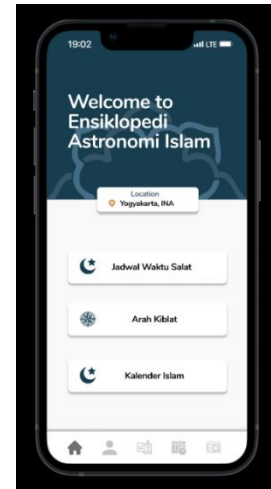 19:02
LTE
Welcome to
Ensiklopedi
Astronomi Islam
Location
Yogyakarta, INA
Jadwal Waktu Salat
Arah Kiblat
Kalender Islam